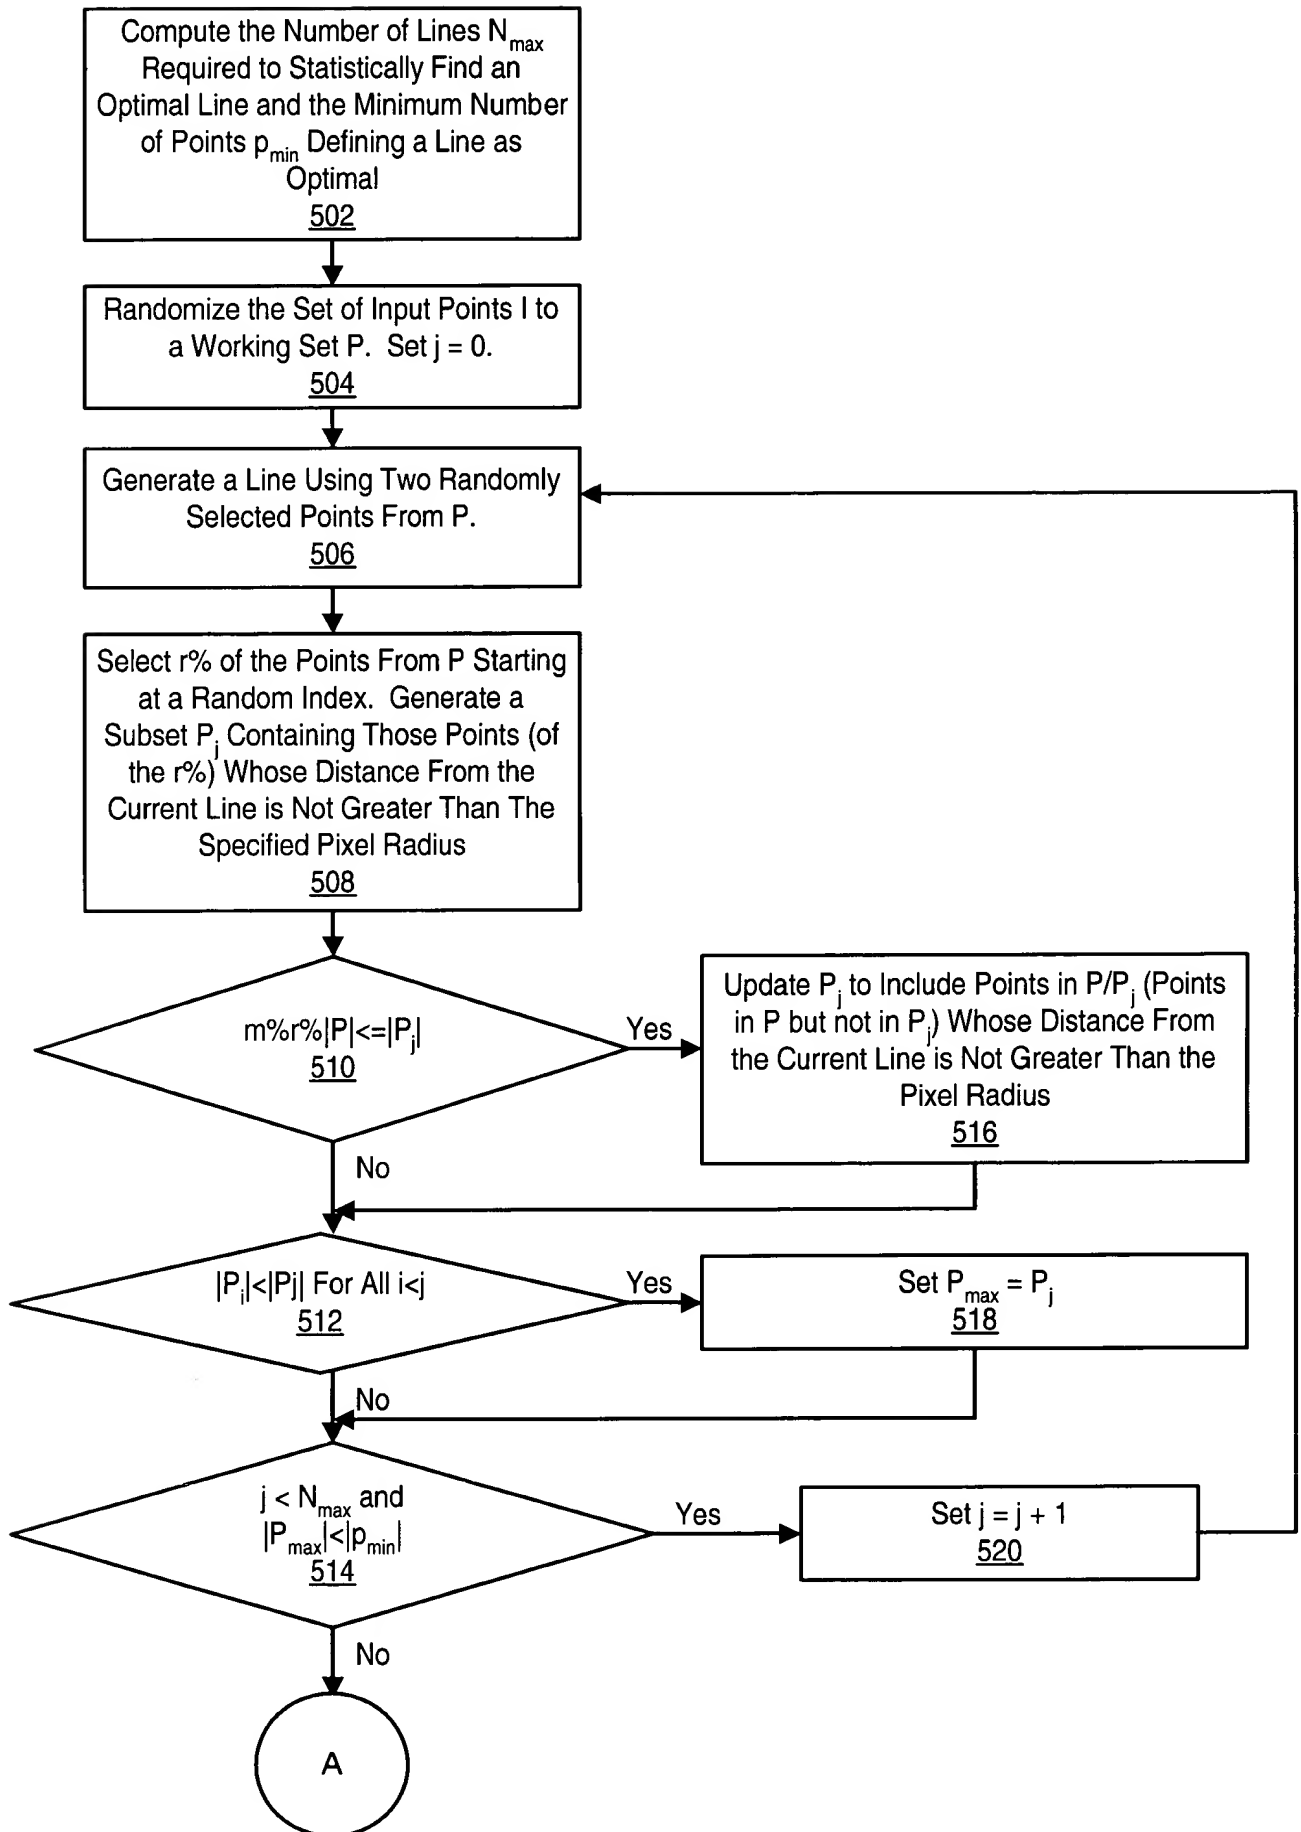 Compute the Number of Lines N_max
Required to Statistically Find an
Optimal Line and the Minimum Number
of Points p_min Defining a Line as
Optimal
502
Randomize the Set of Input Points I to
a Working Set P.  Set j = 0.
504
Generate a Line Using Two Randomly
Selected Points From P.
506
Select r% of the Points From P Starting
at a Random Index.  Generate a
Subset P_j Containing Those Points (of
the r%) Whose Distance From the
Current Line is Not Greater Than The
Specified Pixel Radius
508
m%r%|P|<=|P_j|
510
Yes
Update P_j to Include Points in P/P_j (Points
in P but not in P_j) Whose Distance From
the Current Line is Not Greater Than the
Pixel Radius
516
No
|P_i|<|Pj| For All i<j
512
Yes
Set P_max = P_j
518
No
j < N_max and
|P_max|<|p_min|
514
Yes
Set j = j + 1
520
No
A